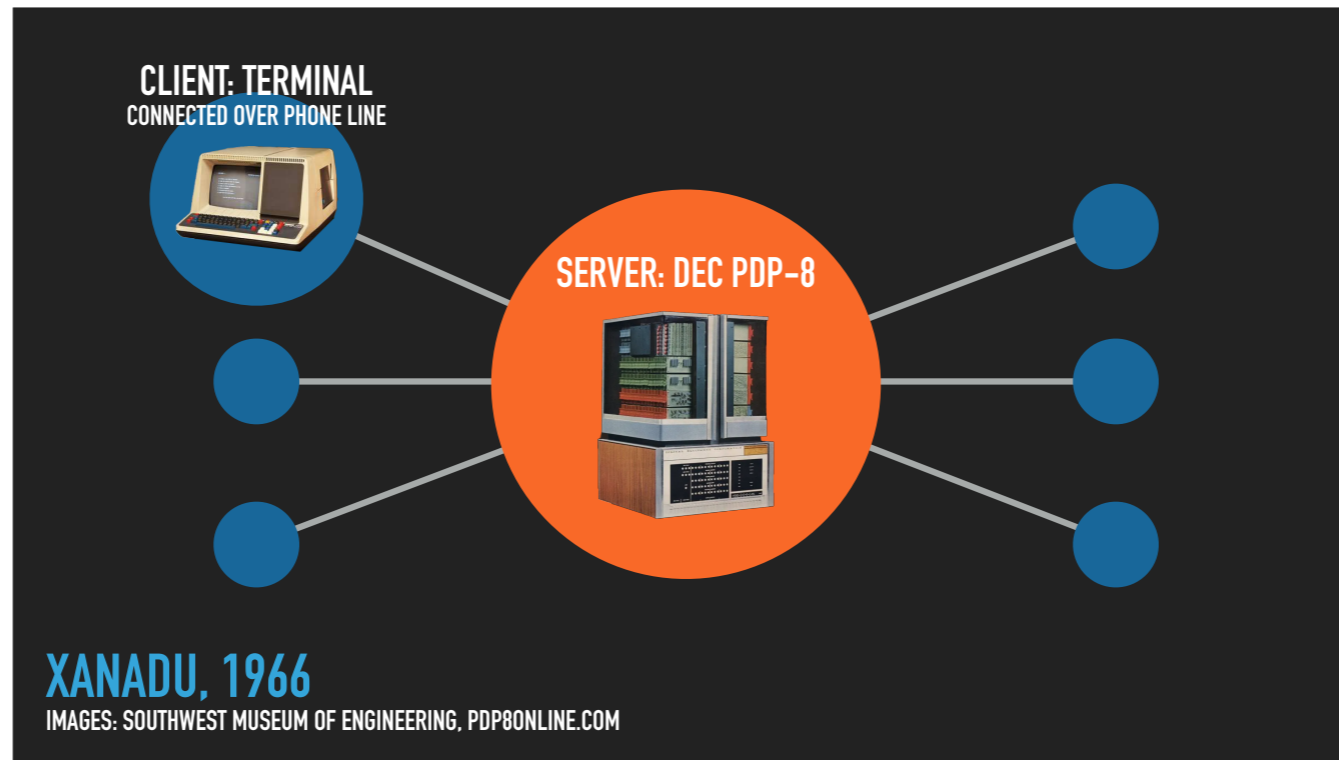 CLIENT: TERMINAL
CONNECTED OVER PHONE LINE
SERVER: DEC PDP-8
XANADU, 1966
IMAGES: SOUTHWEST MUSEUM OF ENGINEERING, PDP8ONLINE.COM